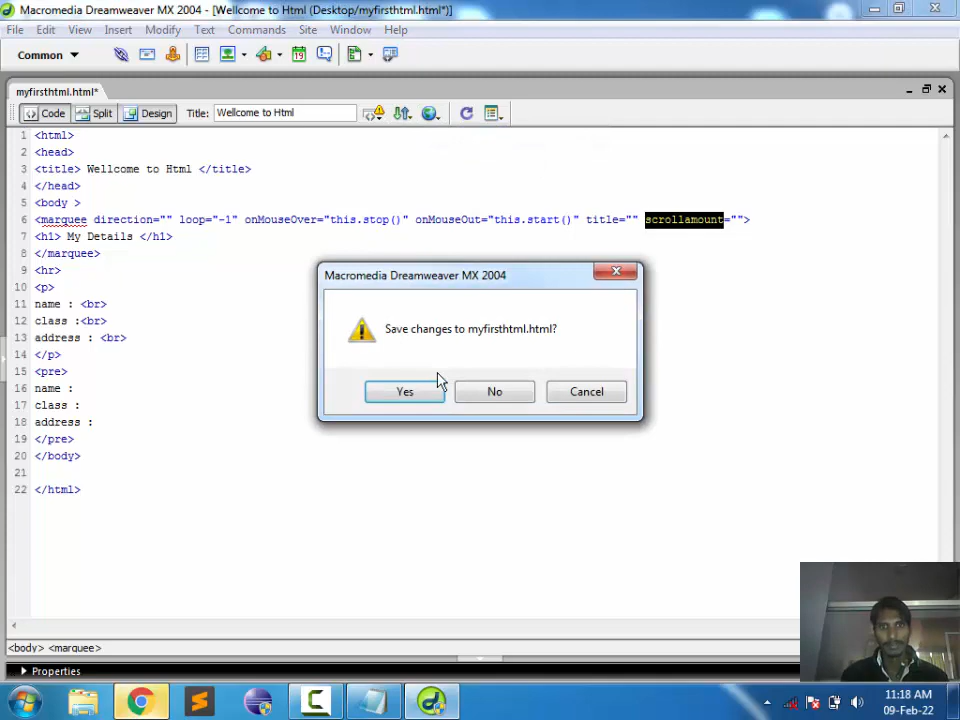 Macromedia Dreamweaver MX 2004 - [Wellcome to Html (Desktop/myfirsthtml.html*)]
File Edit View Insert Modify Text Commands Site Window Help
Common
myfirsthtml.html*
Code Split Design Title: Wellcome to Html
1 <html>
2 <head>
3 <title> Wellcome to Html </title>
4 </head>
5 <body >
6 <marquee direction="" loop="-1" onMouseOver="this.stop()" onMouseOut="this.start()" title="" scrollamount="">
7 <h1> My Details </h1>
8 </marquee>
9 <hr>
10 <p>
11 name : <br>
12 class :<br>
13 address : <br>
14 </p>
15 <pre>
16 name :
17 class :
18 address :
19 </pre>
20 </body>
21
22 </html>
Macromedia Dreamweaver MX 2004
Save changes to myfirsthtml.html?
Yes No Cancel
<body> <marquee>
Properties
11:18 AM
09-Feb-22